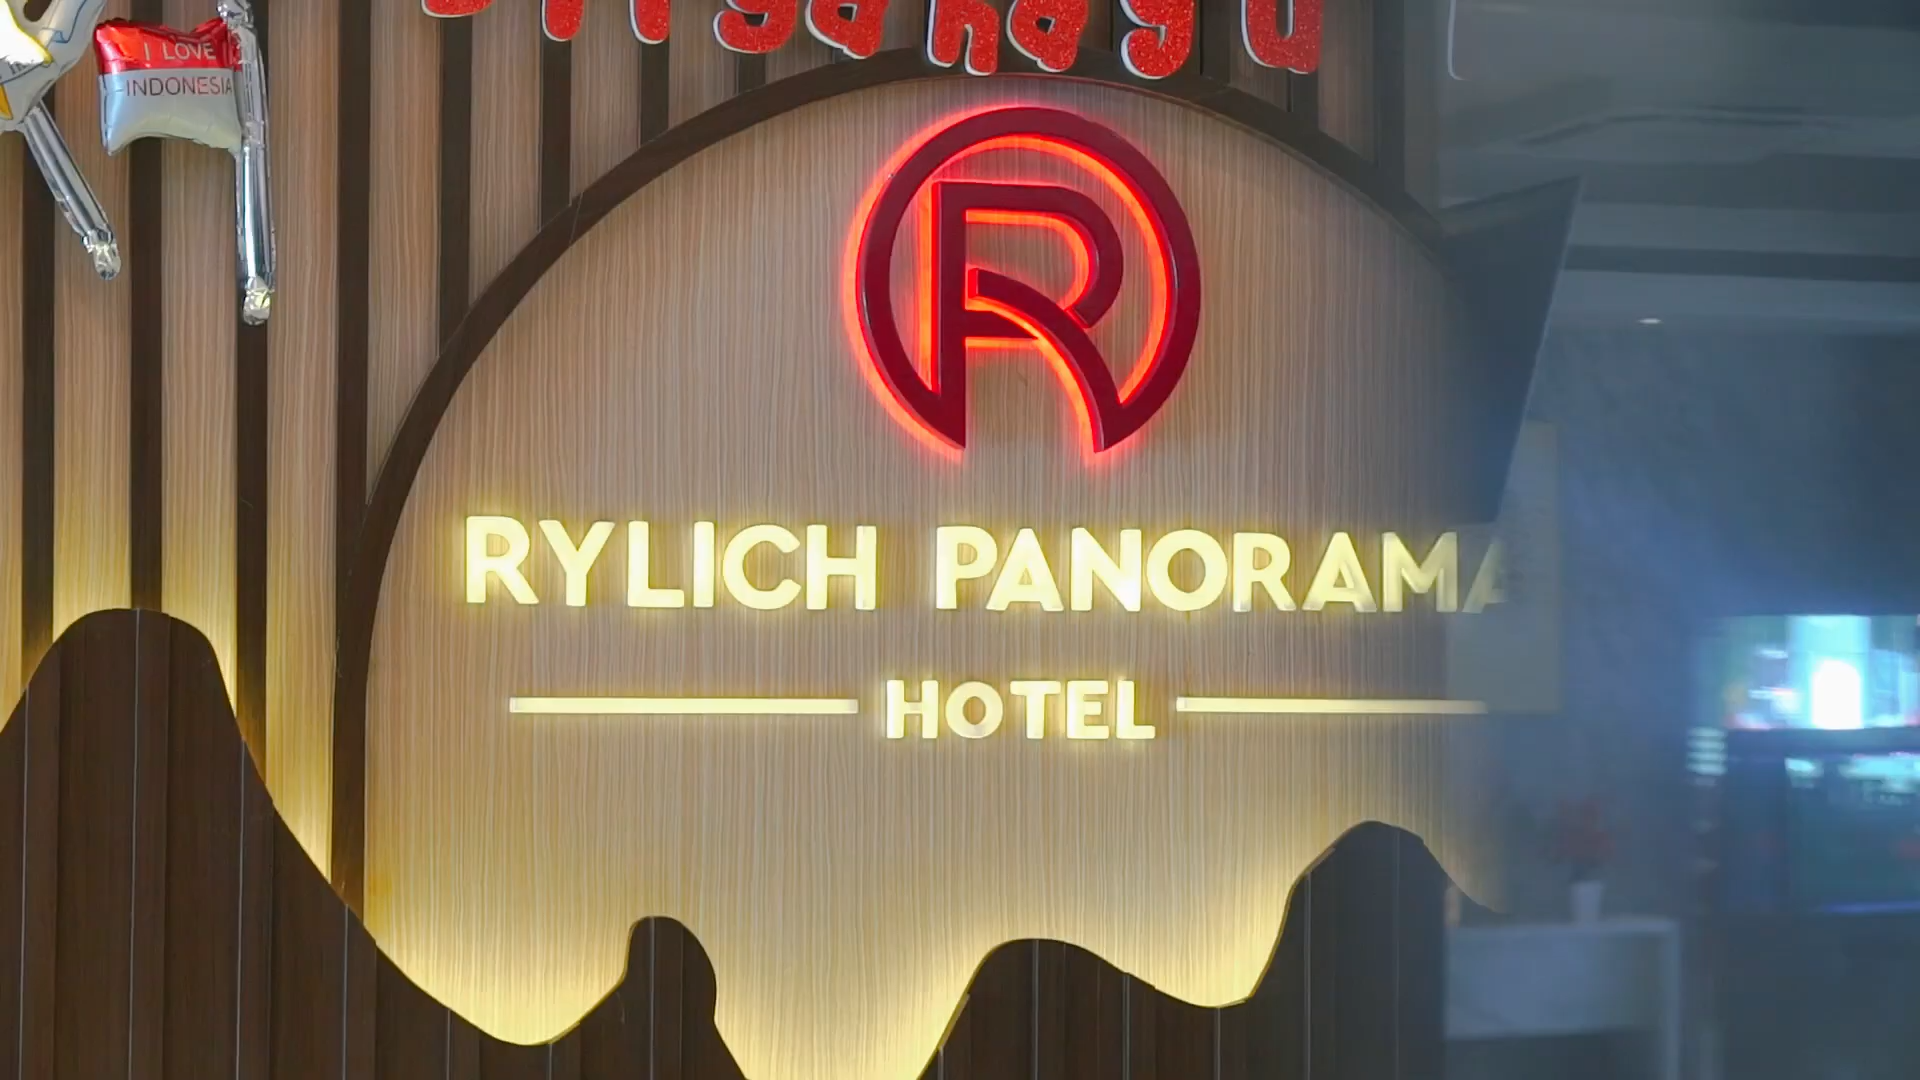 I LOVE
INDONESIA
R
RYLICH PANORAMA
HOTEL